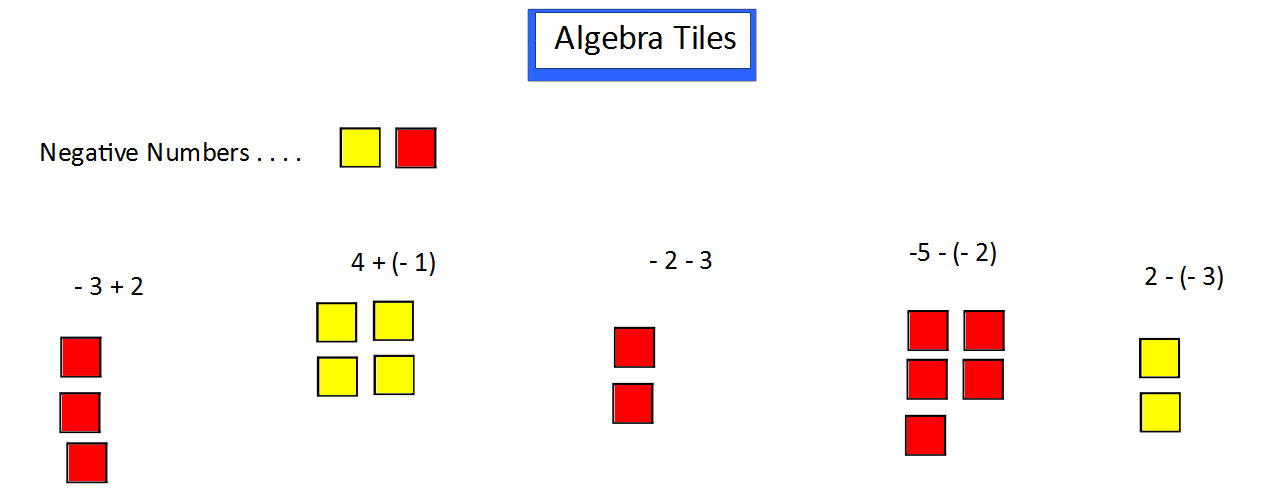 Algebra Tiles
Negative Numbers . . . .
- 3 + 2
4 + (- 1)
- 2 - 3
-5 - (- 2)
2 - (- 3)